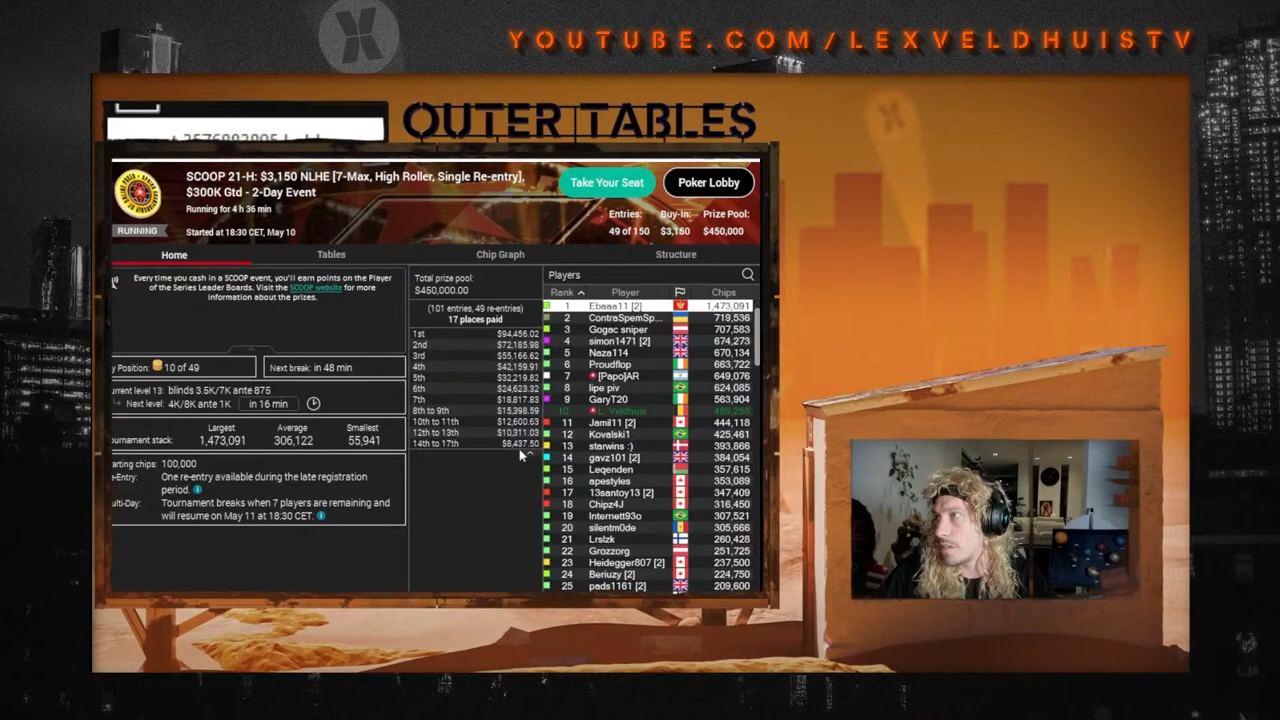 YOUTUBE.COM/LEXVELDHUISTV
OUTER TABLES
SCOOP 21-H: $3,150 NLHE [7-Max, High Roller, Single Re-entry],
$300K Gtd - 2-Day Event
Running for 4 h 36 min
Take Your Seat
Poker Lobby
Entries: Buy-In: Prize Pool:
49 of 150 $3,150 $450,000
RUNNING
Started at 18:30 CET, May 10
Home Tables Chip Graph Structure
Every time you cash in a SCOOP event, you'll earn points on the Player
of the Series Leader Boards. Visit the SCOOP website for more
information about the prizes.
y Position: 10 of 49
Next break: in 48 min
urrent level 13: blinds 3.5K/7K ante 875
Next level: 4K/8K ante 1K in 16 min
Largest Average Smallest
ournament stack: 1,473,091 306,122 55,941
arting chips: 100,000
e-Entry: One re-entry available during the late registration
period.
ulti-Day: Tournament breaks when 7 players are remaining and
will resume on May 11 at 18:30 CET.
Total prize pool:
$450,000.00
(101 entries, 49 re-entries)
17 places paid
1st $94,456.02
2nd $72,185.98
3rd $55,166.62
4th $42,159.91
5th $32,219.82
6th $24,623.32
7th $18,817.83
8th to 9th $15,398.59
10th to 11th $12,600.63
12th to 13th $10,311.03
14th to 17th $8,437.50
Players
Rank Player Chips
1 Ebaaa11 [2] 1,473,091
2 ContraSpemSp... 719,536
3 Gogac sniper 707,583
4 simon1471 [2] 674,273
5 Naza114 670,134
6 Proudflop 663,722
7 [Papo]AR 649,076
8 lipe piv 624,085
9 GaryT20 563,904
10 L. Veldhuis 489,258
11 Jamil11 [2] 444,118
12 Kovalski1 425,461
13 starwins :) 393,866
14 gavz101 [2] 384,054
15 Leqenden 357,615
16 apestyles 353,089
17 13santoy13 [2] 347,409
18 Chipz4J 316,450
19 Internett93o 307,521
20 silentm0de 305,666
21 Lrslzk 260,428
22 Grozzorg 251,725
23 Heidegger807 [2] 237,500
24 Beriuzy [2] 224,750
25 pads1161 [2] 209,600